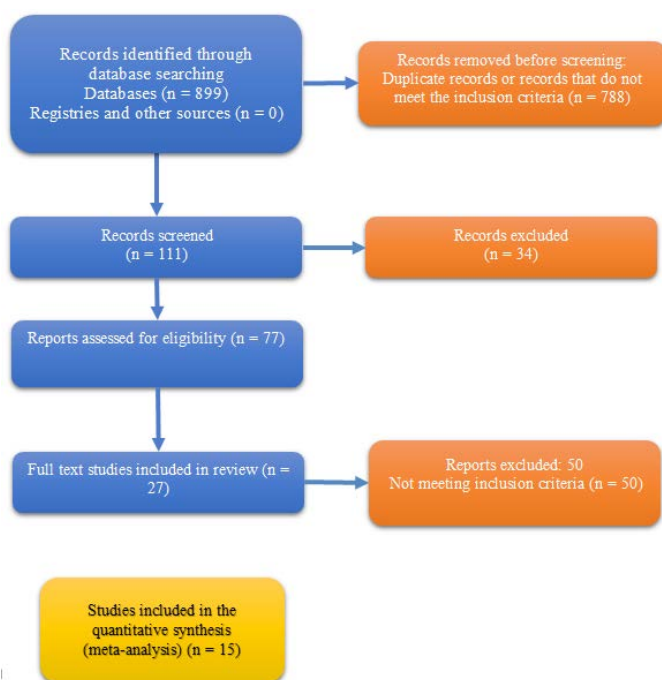 Records identified through
database searching
Databases (n = 899)
Registries and other sources (n = 0)
Records removed before screening:
Duplicate records or records that do not
meet the inclusion criteria (n = 788)
Records screened
(n = 111)
Records excluded
(n = 34)
Reports assessed for eligibility (n = 77)
Full text studies included in review (n =
27)
Reports excluded: 50
Not meeting inclusion criteria (n = 50)
Studies included in the
quantitative synthesis
(meta-analysis) (n = 15)